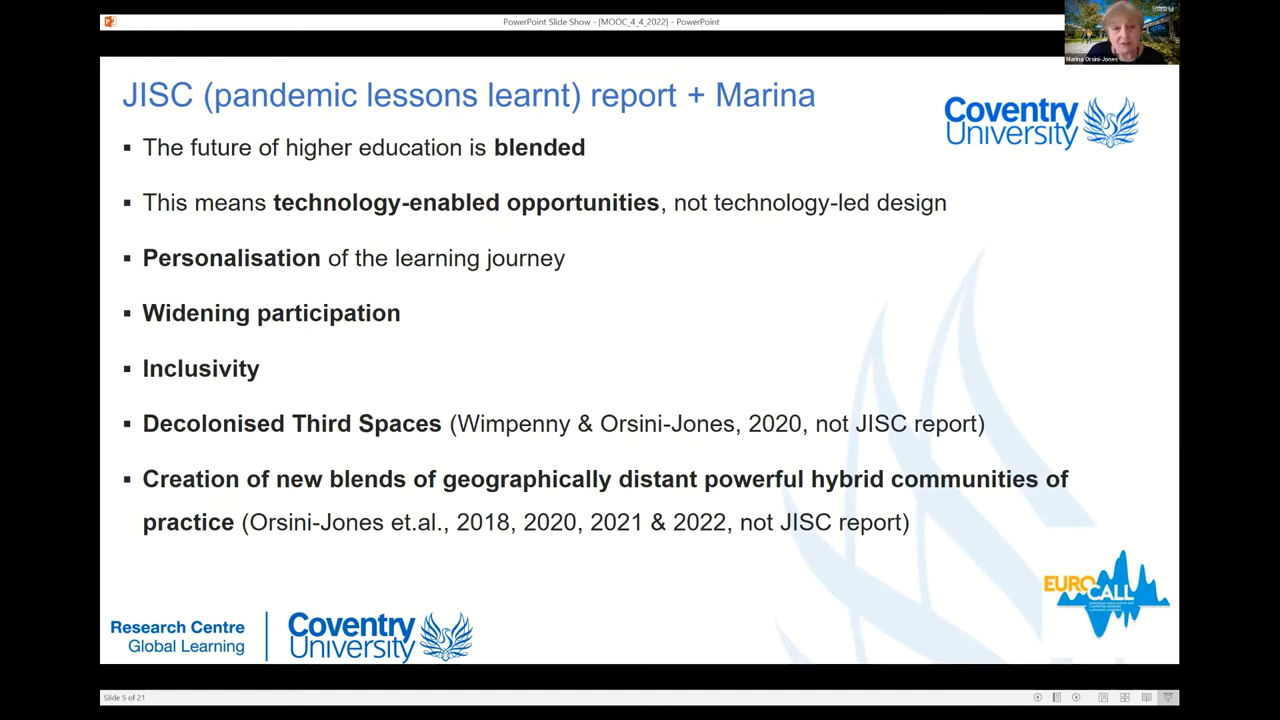 PowerPoint Slide Show - [MOOC_4_4_2022] - PowerPoint
Marina Orsini-Jones
JISC (pandemic lessons learnt) report + Marina
Coventry
University
▪ The future of higher education is blended
▪ This means technology-enabled opportunities, not technology-led design
▪ Personalisation of the learning journey
▪ Widening participation
▪ Inclusivity
▪ Decolonised Third Spaces (Wimpenny & Orsini-Jones, 2020, not JISC report)
▪ Creation of new blends of geographically distant powerful hybrid communities of
practice (Orsini-Jones et.al., 2018, 2020, 2021 & 2022, not JISC report)
EUROCALL
Research Centre
Global Learning
Coventry
University
Slide 5 of 21